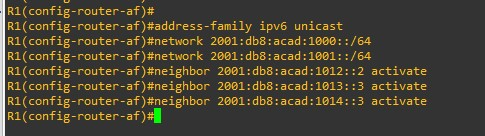 R1(config-router-af)#
R1(config-router-af)#address-family ipv6 unicast
R1(config-router-af)#network 2001:db8:acad:1000::/64
R1(config-router-af)#network 2001:db8:acad:1001::/64
R1(config-router-af)#neighbor 2001:db8:acad:1012::2 activate
R1(config-router-af)#neighbor 2001:db8:acad:1013::3 activate
R1(config-router-af)#neighbor 2001:db8:acad:1014::3 activate
R1(config-router-af)#